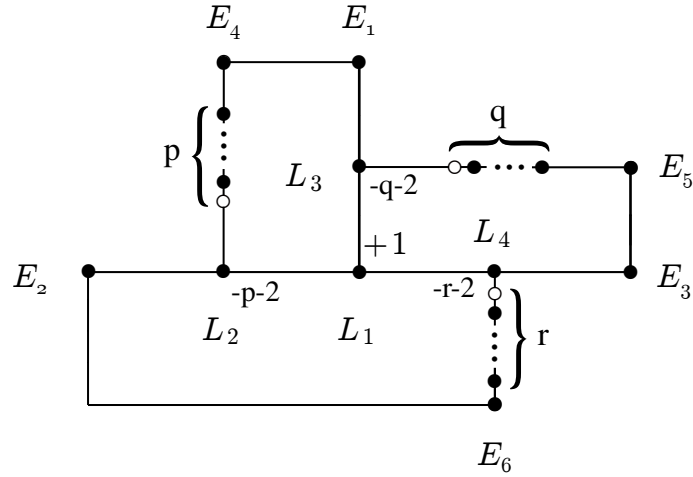 E₄ E₁
q
p
L₃
-q-2
E₅
+1
L₄
E₂
-p-2
-r-2
E₃
L₂ L₁
r
E₆